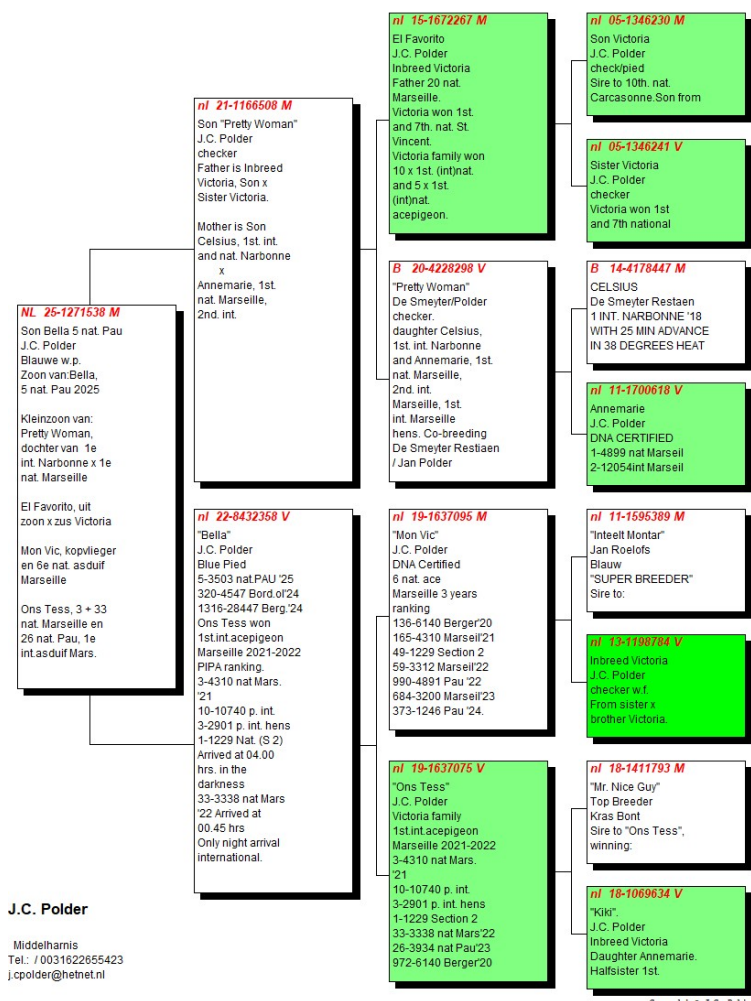 NL 25-1271538 M
Son Bella 5 nat. Pau
J.C. Polder
Blauwe w.p.
Zoon van:Bella,
5 nat. Pau 2025
Kleinzoon van:
Pretty Woman,
dochter van 1e
int. Narbonne x 1e
nat. Marseille
El Favorito, uit
zoon x zus Victoria
Mon Vic, kopvlieger
en 6e nat. asduif
Marseille
Ons Tess, 3 + 33
nat. Marseille en
26 nat. Pau, 1e
int.asduif Mars.
nl 21-1166508 M
Son "Pretty Woman"
J.C. Polder
checker
Father is Inbreed
Victoria, Son x
Sister Victoria.
Mother is Son
Celsius, 1st. int.
and nat. Narbonne
x
Annemarie, 1st.
nat. Marseille,
2nd. int.
nl 22-8432358 V
"Bella"
J.C. Polder
Blue Pied
5-3503 nat.PAU '25
320-4547 Bord.ol'24
1316-28447 Berg.'24
Ons Tess won
1st.int.acepigeon
Marseille 2021-2022
PIPA ranking.
3-4310 nat Mars.
'21
10-10740 p. int.
3-2901 p. int. hens
1-1229 Nat. (S 2)
Arrived at 04.00
hrs. in the
darkness
33-3338 nat Mars
'22 Arrived at
00.45 hrs
Only night arrival
international.
nl 15-1672267 M
El Favorito
J.C. Polder
Inbreed Victoria
Father 20 nat.
Marseille.
Victoria won 1st.
and 7th. nat. St.
Vincent.
Victoria family won
10 x 1st. (int)nat.
and 5 x 1st.
(int)nat.
acepigeon.
B 20-4228298 V
"Pretty Woman"
De Smeyter/Polder
checker.
daughter Celsius,
1st. int. Narbonne
and Annemarie, 1st.
nat. Marseille,
2nd. int.
Marseille, 1st.
int. Marseille
hens. Co-breeding
De Smeyter Restiaen
/ Jan Polder
nl 19-1637095 M
"Mon Vic"
J.C. Polder
DNA Certified
6 nat. ace
Marseille 3 years
ranking
136-6140 Berger'20
165-4310 Marseil'21
49-1229 Section 2
59-3312 Marseil'22
990-4891 Pau '22
684-3200 Marseil'23
373-1246 Pau '24.
nl 19-1637075 V
"Ons Tess"
J.C. Polder
Victoria family
1st.int.acepigeon
Marseille 2021-2022
3-4310 nat Mars.
'21
10-10740 p. int.
3-2901 p. int. hens
1-1229 Section 2
33-3338 nat Mars'22
26-3934 nat Pau'23
972-6140 Berger'20
nl 05-1346230 M
Son Victoria
J.C. Polder
check/pied
Sire to 10th. nat.
Carcasonne.Son from
nl 05-1346241 V
Sister Victoria
J.C. Polder
checker
Victoria won 1st
and 7th national
B 14-4178447 M
CELSIUS
De Smeyter Restaen
1 INT. NARBONNE '18
WITH 25 MIN ADVANCE
IN 38 DEGREES HEAT
nl 11-1700618 V
Annemarie
J.C. Polder
DNA CERTIFIED
1-4899 nat Marseil
2-12054int Marseil
nl 11-1595389 M
"Inteelt Montar"
Jan Roelofs
Blauw
"SUPER BREEDER"
Sire to:
nl 13-1198784 V
Inbreed Victoria
J.C. Polder
checker w.f.
From sister x
brother Victoria.
nl 18-1411793 M
"Mr. Nice Guy"
Top Breeder
Kras Bont
Sire to "Ons Tess",
winning:
nl 18-1069634 V
"Kiki".
J.C. Polder
Inbreed Victoria
Daughter Annemarie.
Halfsister 1st.
J.C. Polder
Middelharnis
Tel.: / 0031622655423
j.cpolder@hetnet.nl